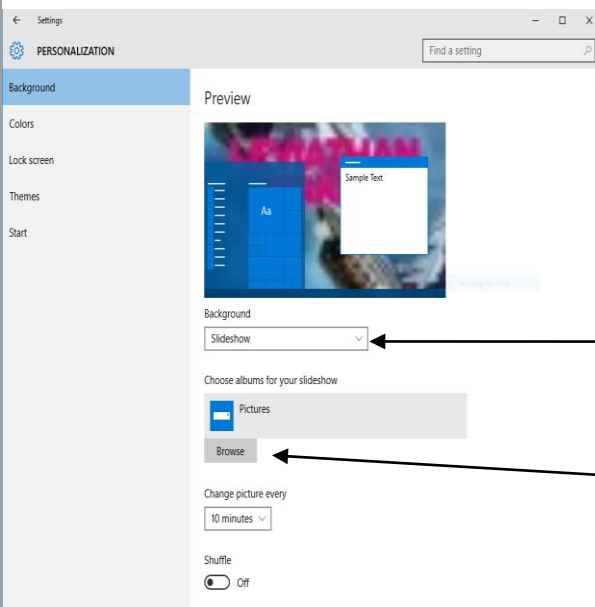 Settings
PERSONALIZATION
Find a setting
Background
Colors
Lock screen
Themes
Start
Preview
LEVIATHAN
Sample Text
Aa
Background
Slideshow
Choose albums for your slideshow
Pictures
Browse
Change picture every
10 minutes
Shuffle
Off